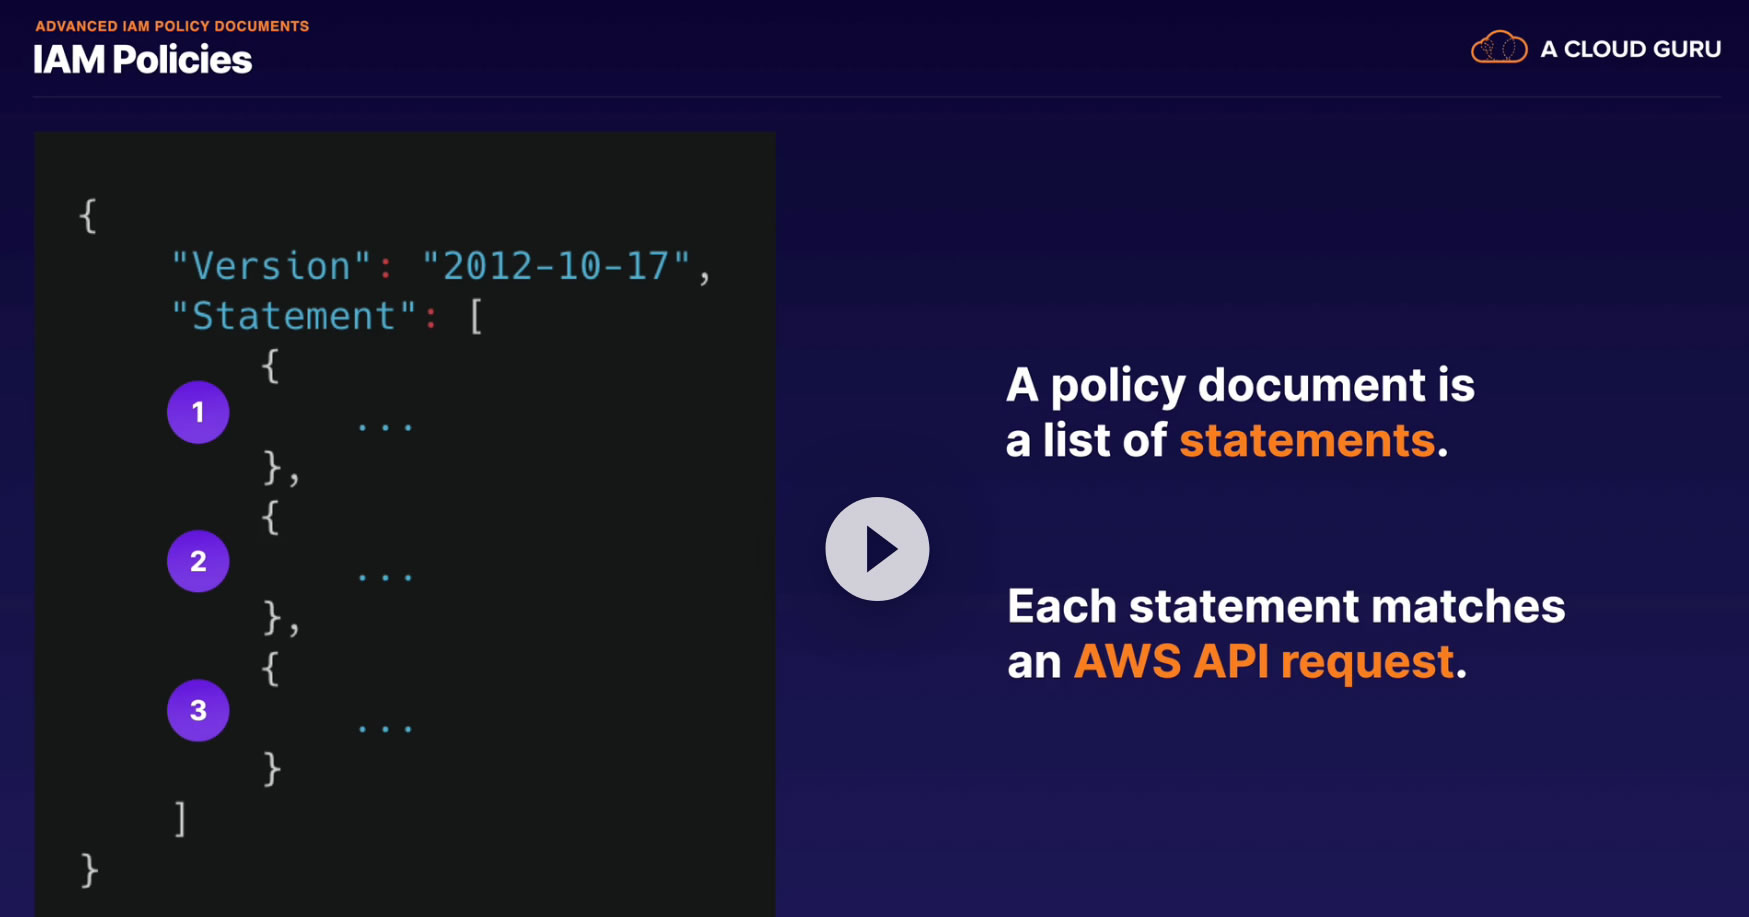 ADVANCED IAM POLICY DOCUMENTS
IAM Policies
A CLOUD GURU
{
"Version": "2012-10-17",
"Statement": [
{
1
...
},
{
2
...
},
{
3
...
}
]
}
A policy document is
a list of statements.
Each statement matches
an AWS API request.